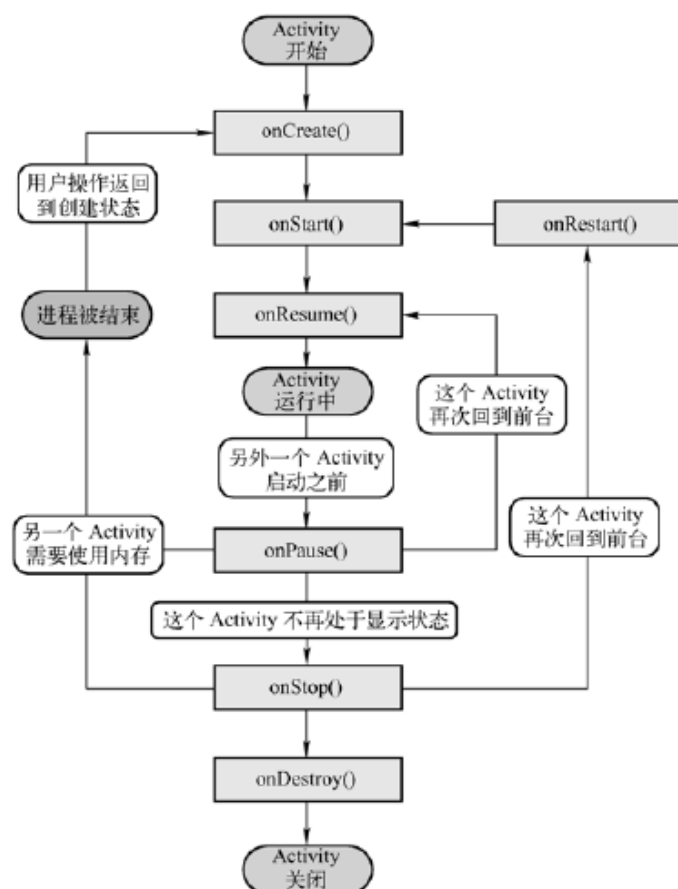 Activity
开始
onCreate()
用户操作返回
到创建状态
onStart()
onRestart()
进程被结束
onResume()
Activity
运行中
这个 Activity
再次回到前台
另外一个 Activity
启动之前
另一个 Activity
需要使用内存
onPause()
这个 Activity
再次回到前台
这个 Activity 不再处于显示状态
onStop()
onDestroy()
Activity
关闭